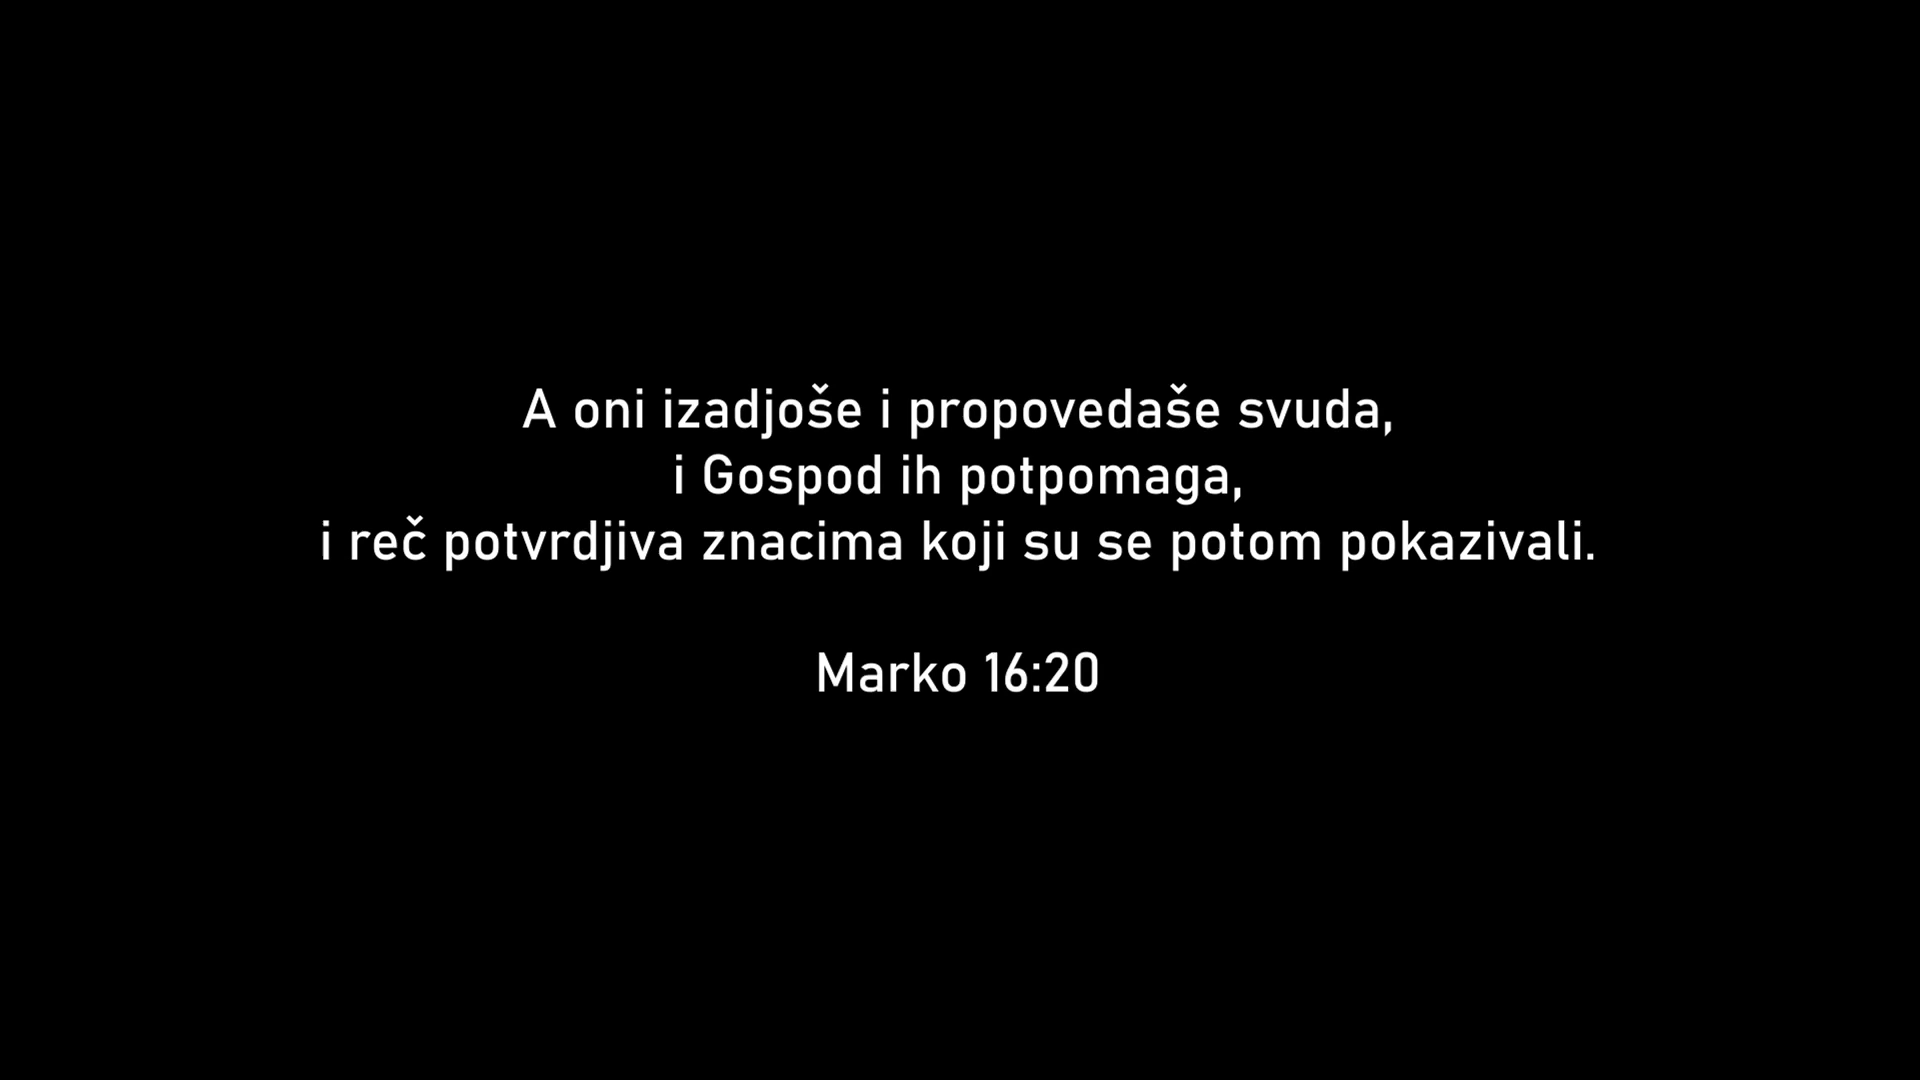 A oni izadjoše i propovedaše svuda,
i Gospod ih potpomaga,
i reč potvrdjiva znacima koji su se potom pokazivali.
Marko 16:20